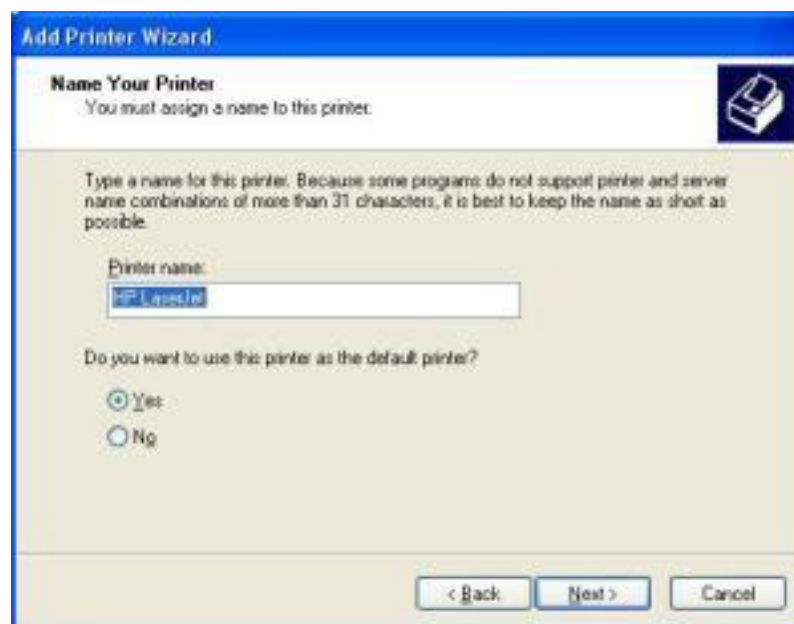 Add Printer Wizard
Name Your Printer
You must assign a name to this printer.
Type a name for this printer. Because some programs do not support printer and server
name combinations of more than 31 characters, it is best to keep the name as short as
possible.
Printer name:
HP LaserJet
Do you want to use this printer as the default printer?
Yes
No
< Back
Next >
Cancel